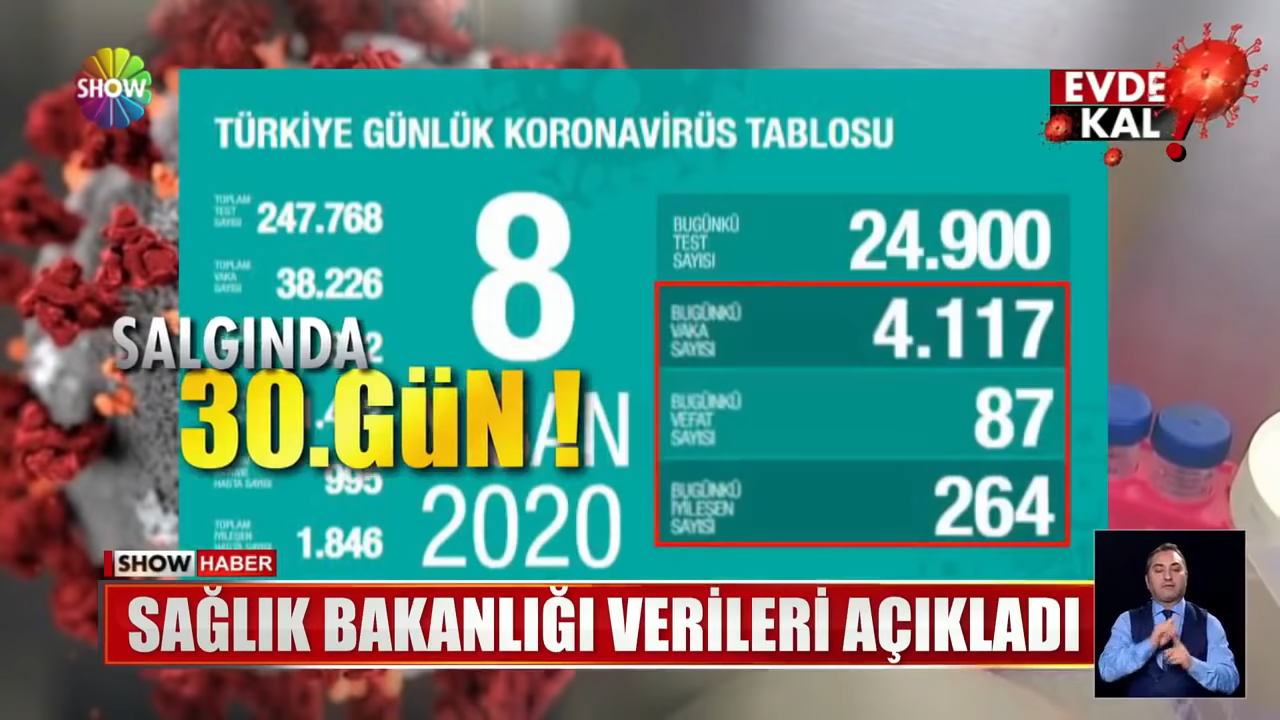 SHOW
EVDE
KAL!
TÜRKİYE GÜNLÜK KORONAVİRÜS TABLOSU
TOPLAM
TEST
SAYISI
247.768
TOPLAM
VAKA
SAYISI
38.226
8
2020
SALGINDA
30.GÜN!
995
HASTA SAYISI
TOPLAM
İYİLEŞEN
HASTA SAYISI
1.846
BUGÜNKÜ
TEST
SAYISI
24.900
BUGÜNKÜ
VAKA
SAYISI
4.117
BUGÜNKÜ
VEFAT
SAYISI
87
BUGÜNKÜ
İYİLEŞEN
SAYISI
264
SHOW HABER
SAĞLIK BAKANLIĞI VERİLERİ AÇIKLADI